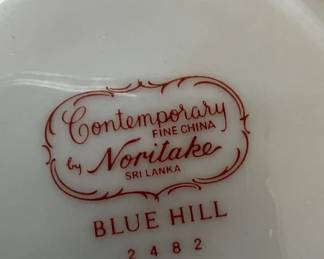 Contemporary
FINE CHINA
by Noritake
SRI LANKA
BLUE HILL
2482